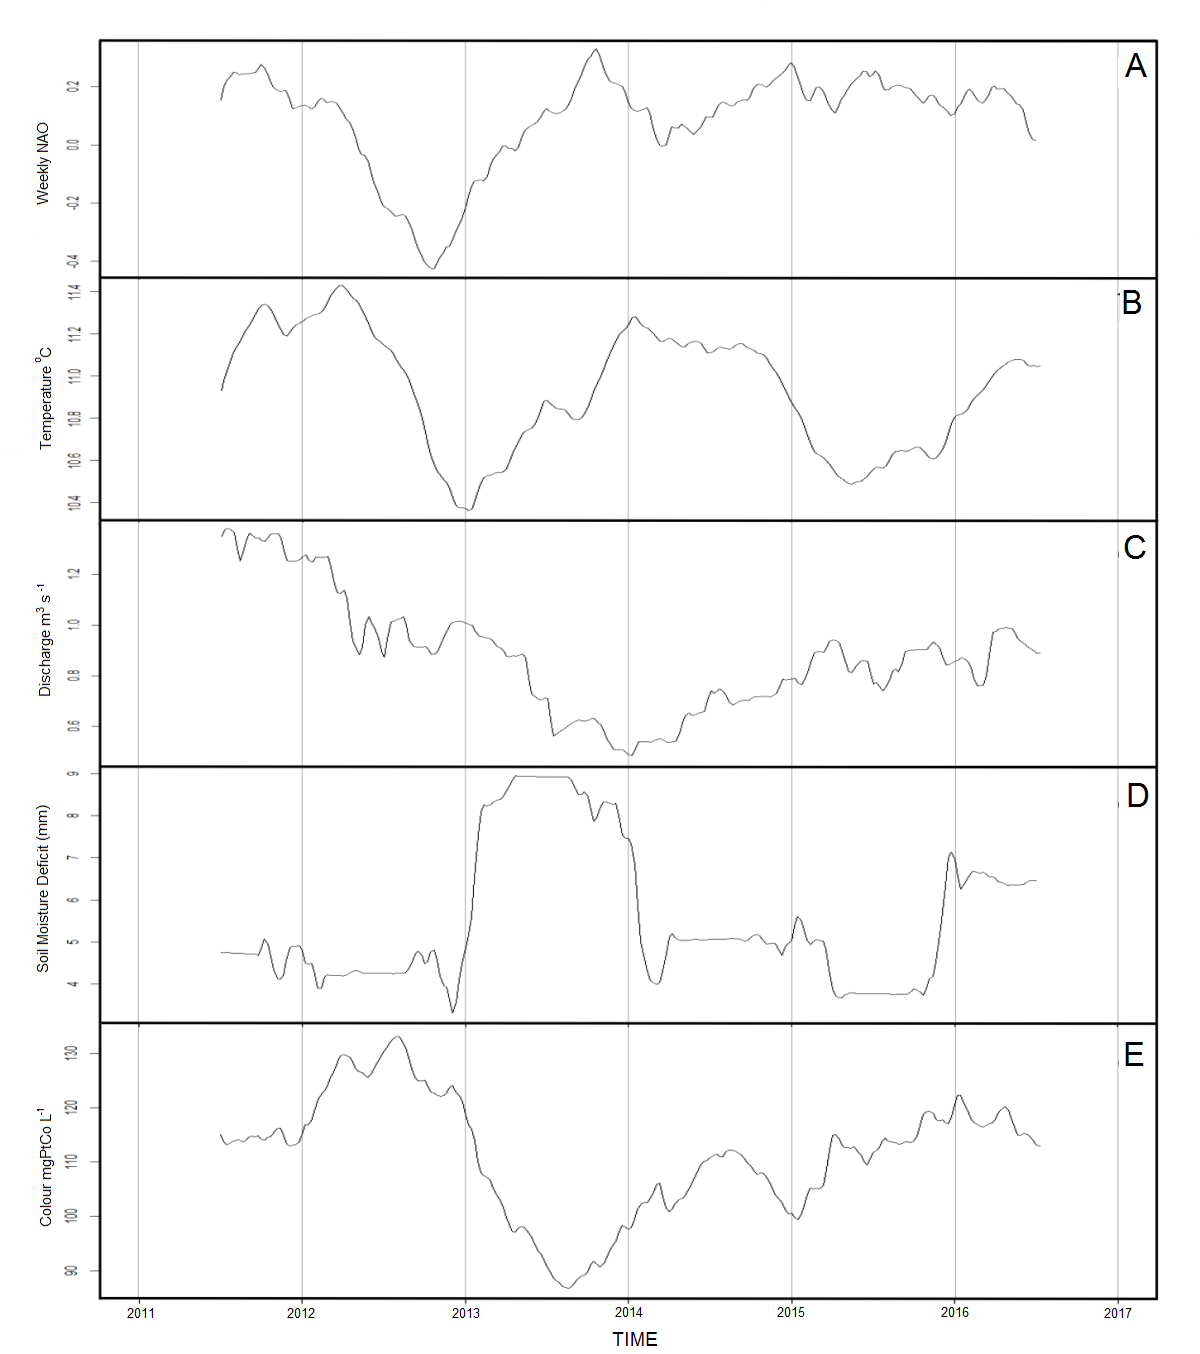 A
Weekly NAO
0.2
0.0
-0.2
-0.4
B
Temperature °C
11.4
11.2
11.0
10.8
10.6
10.4
C
Discharge m³ s⁻¹
1.2
1.0
0.8
0.6
D
Soil Moisture Deficit (mm)
9
8
7
6
5
4
E
Colour mgPtCo L⁻¹
130
120
110
100
90
2011 2012 2013 2014 2015 2016 2017
TIME